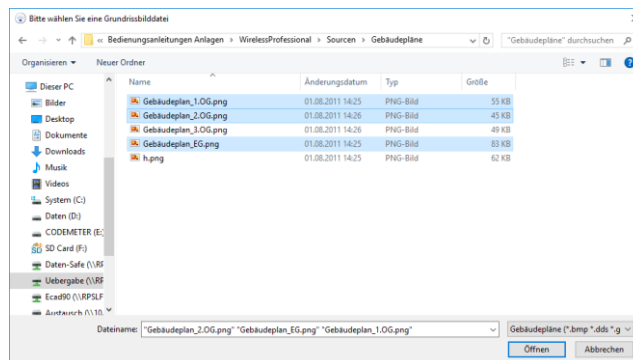 Bitte wählen Sie eine Grundrissbilddatei
« Bedienungsanleitungen Anlagen > WirelessProfessional > Sourcen > Gebäudepläne
"Gebäudepläne" durchsuchen
Organisieren Neuer Ordner
Name Änderungsdatum Typ Größe
Dieser PC
Bilder
Desktop
Dokumente
Downloads
Musik
Videos
System (C:)
Daten (D:)
CODEMETER (E:
SD Card (F:)
Daten-Safe (\\RP
Uebergabe (\\RP
Ecad90 (\\RPSLF
Austausch (\\10.
Gebäudeplan_1.OG.png 01.08.2011 14:25 PNG-Bild 55 KB
Gebäudeplan_2.OG.png 01.08.2011 14:26 PNG-Bild 45 KB
Gebäudeplan_3.OG.png 01.08.2011 14:26 PNG-Bild 49 KB
Gebäudeplan_EG.png 01.08.2011 14:25 PNG-Bild 83 KB
h.png 01.08.2011 14:25 PNG-Bild 62 KB
Dateiname: "Gebäudeplan_2.OG.png" "Gebäudeplan_EG.png" "Gebäudeplan_1.OG.png"
Gebäudepläne (*.bmp *.dds *.g
Öffnen Abbrechen